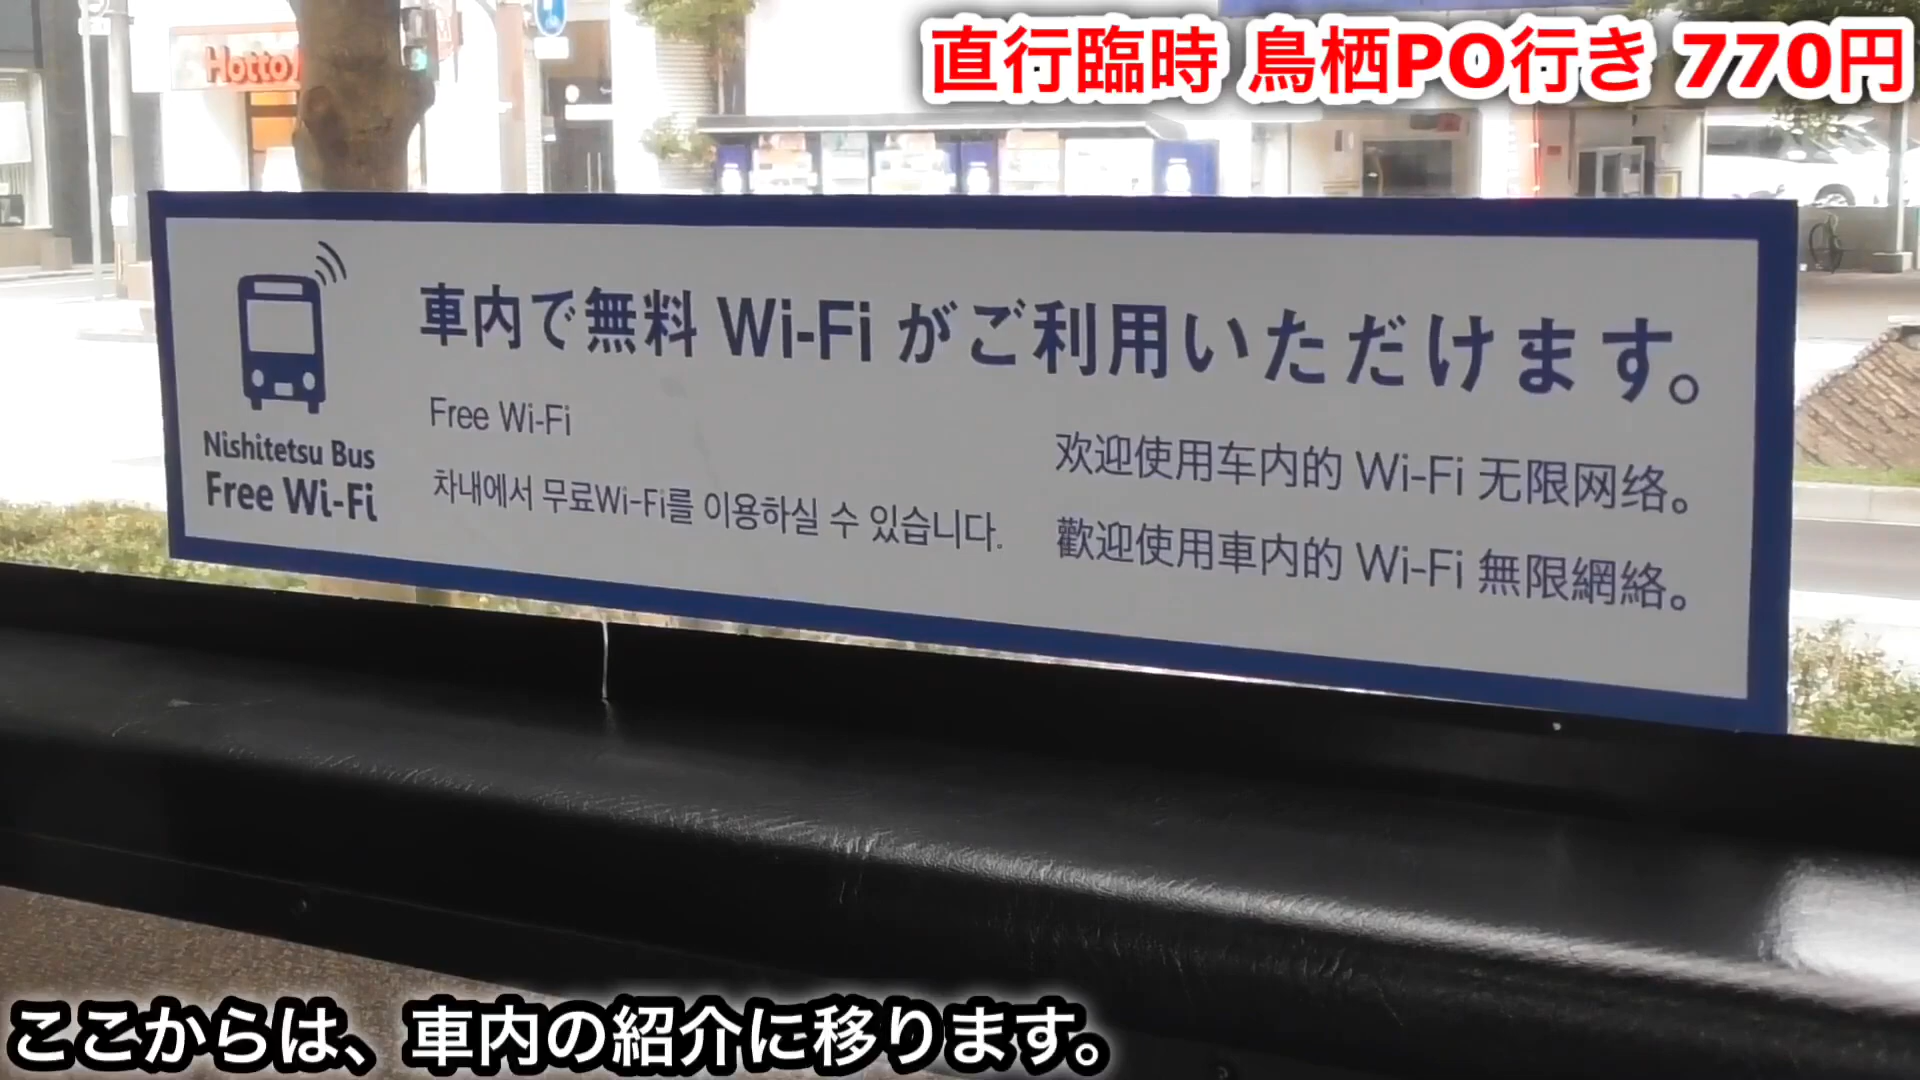 直行臨時 鳥栖PO行き 770円
Hotto
車内で無料 Wi-Fi がご利用いただけます。
Free Wi-Fi
차내에서 무료Wi-Fi를 이용하실 수 있습니다.
欢迎使用车内的 Wi-Fi 无限网络。
歡迎使用車内的 Wi-Fi 無限網絡。
Nishitetsu Bus
Free Wi-Fi
ここからは、車内の紹介に移ります。